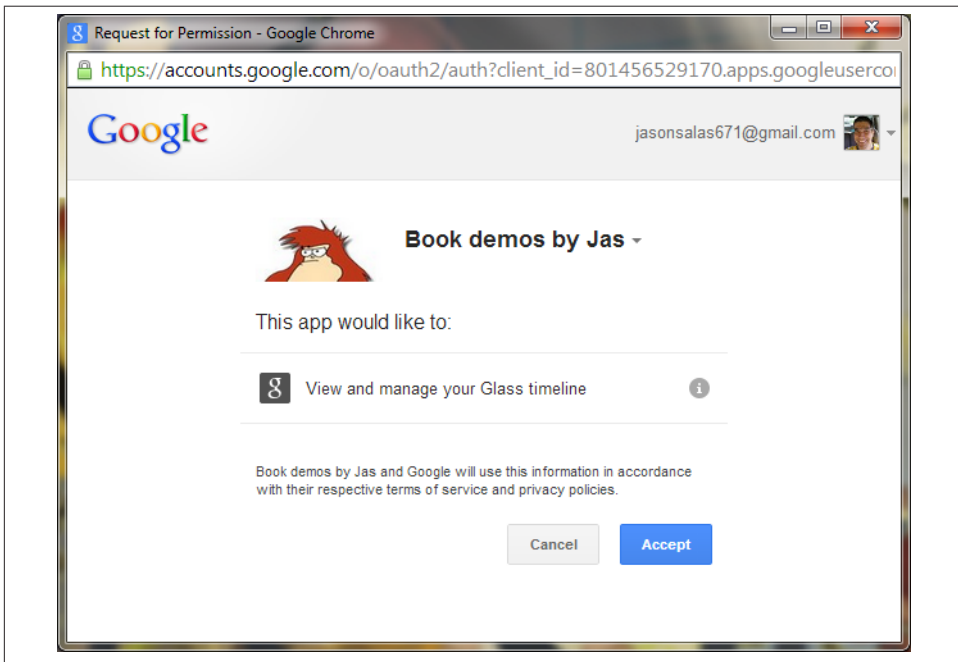 Request for Permission - Google Chrome
https://accounts.google.com/o/oauth2/auth?client_id=801456529170.apps.googleuserco
Google
jasonsalas671@gmail.com
Book demos by Jas
This app would like to:
g View and manage your Glass timeline i
Book demos by Jas and Google will use this information in accordance
with their respective terms of service and privacy policies.
Cancel Accept